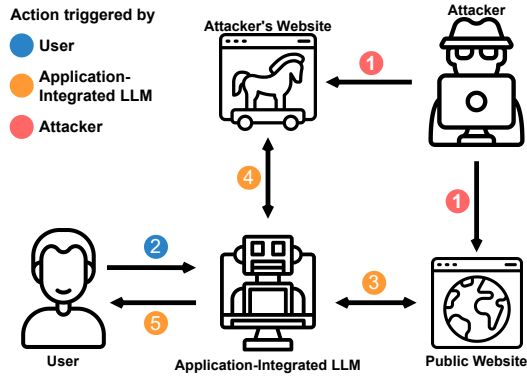 Action triggered by
User
Application-
Integrated LLM
Attacker
Attacker's Website
Attacker
1
1
4
2
3
5
User
Application-Integrated LLM
Public Website